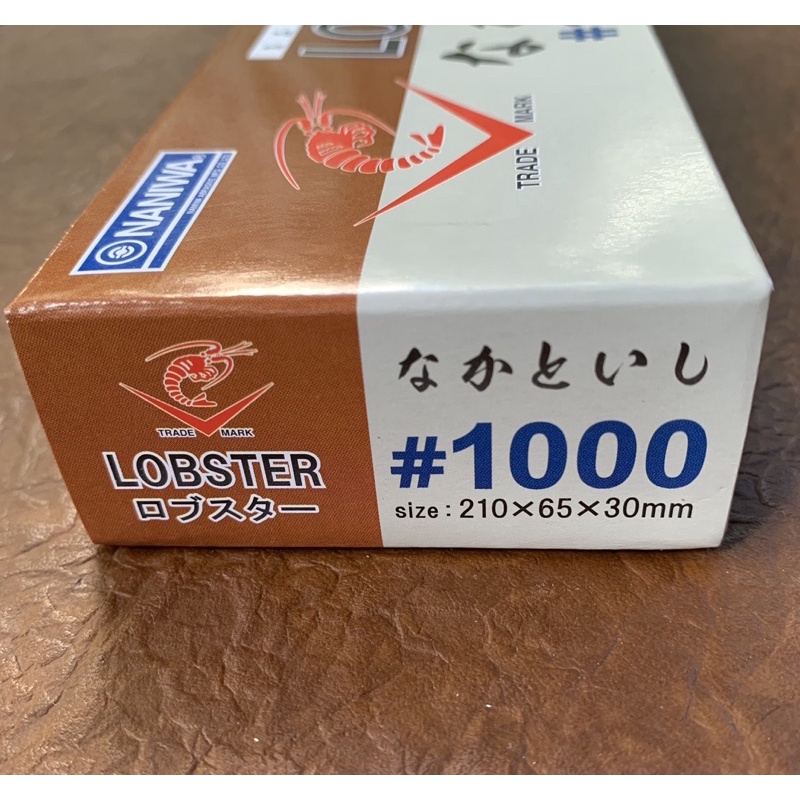 NANIWA
TRADE MARK
TRADE MARK
LOBSTER
ロブスター
なかといし
#1000
size : 210×65×30mm